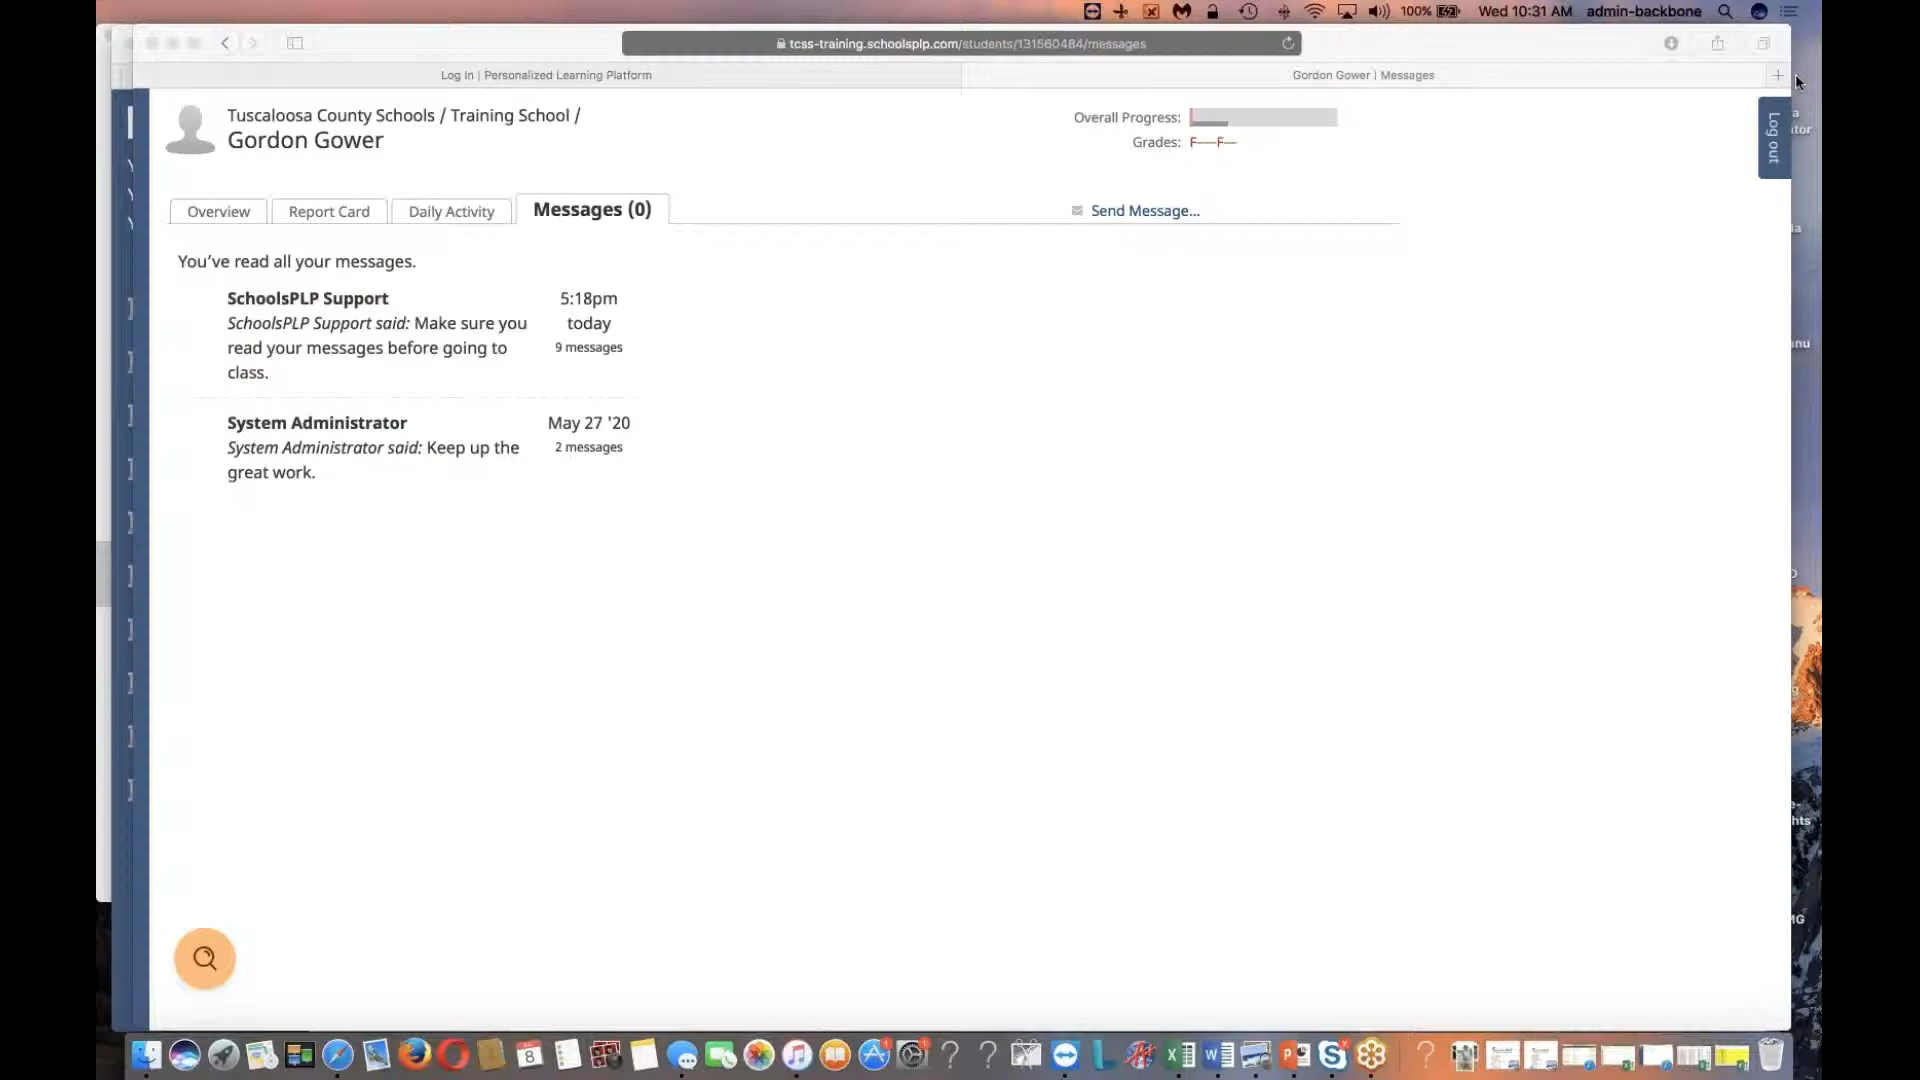 100%
Wed 10:31 AM
admin-backbone
tcss-training.schoolsplp.com/students/131560484/messages
Log In | Personalized Learning Platform
Gordon Gower | Messages
Tuscaloosa County Schools / Training School /
Gordon Gower
Overall Progress:
Grades: F––F–
Log out
Overview
Report Card
Daily Activity
Messages (0)
Send Message...
You've read all your messages.
SchoolsPLP Support
5:18pm
SchoolsPLP Support said: Make sure you
today
read your messages before going to
9 messages
class.
System Administrator
May 27 '20
System Administrator said: Keep up the
2 messages
great work.
8